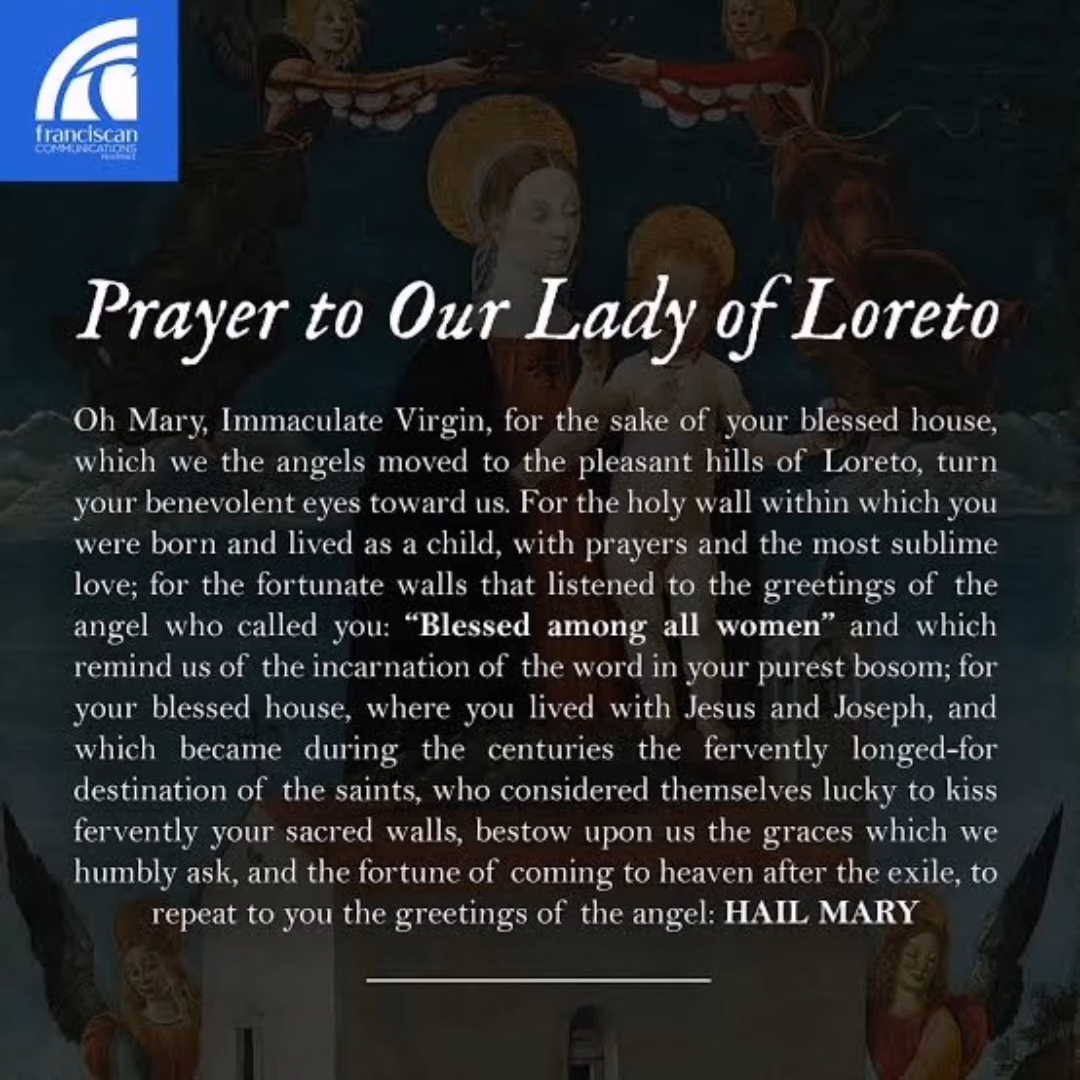 franciscan
COMMUNICATIONS
Prayer to Our Lady of Loreto
Oh Mary, Immaculate Virgin, for the sake of your blessed house,
which we the angels moved to the pleasant hills of Loreto, turn
your benevolent eyes toward us. For the holy wall within which you
were born and lived as a child, with prayers and the most sublime
love; for the fortunate walls that listened to the greetings of the
angel who called you: “Blessed among all women” and which
remind us of the incarnation of the word in your purest bosom; for
your blessed house, where you lived with Jesus and Joseph, and
which became during the centuries the fervently longed-for
destination of the saints, who considered themselves lucky to kiss
fervently your sacred walls, bestow upon us the graces which we
humbly ask, and the fortune of coming to heaven after the exile, to
repeat to you the greetings of the angel: HAIL MARY